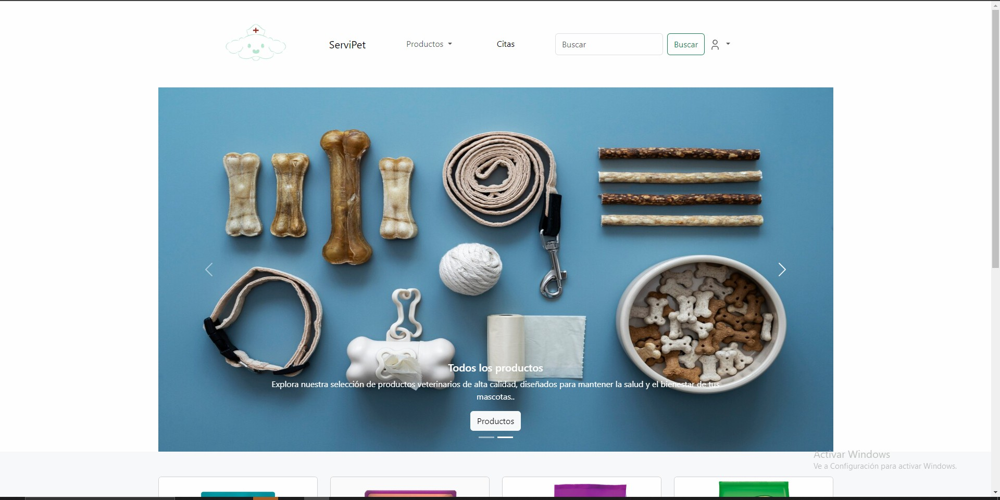 ServiPet
Productos
Citas
Buscar
Buscar
Todos los productos
Explora nuestra selección de productos veterinarios de alta calidad, diseñados para mantener la salud y el bienestar de tus
mascotas..
Productos
Activar Windows
Ve a Configuración para activar Windows.